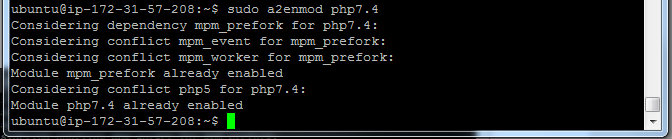 ubuntu@ip-172-31-57-208:~$ sudo a2enmod php7.4
Considering dependency mpm_prefork for php7.4:
Considering conflict mpm_event for mpm_prefork:
Considering conflict mpm_worker for mpm_prefork:
Module mpm_prefork already enabled
Considering conflict php5 for php7.4:
Module php7.4 already enabled
ubuntu@ip-172-31-57-208:~$